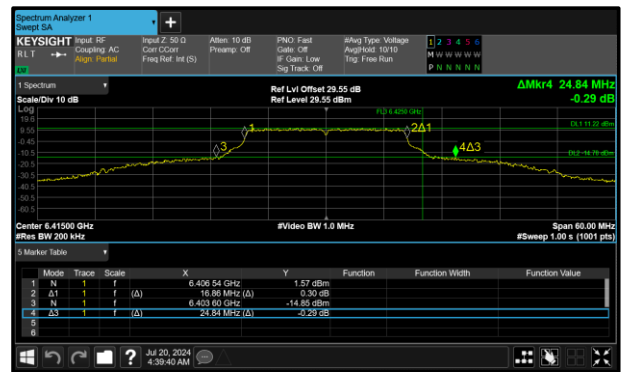 Spectrum Analyzer 1
Swept SA
+
KEYSIGHT Input: RF Input Z: 50 Ω Atten: 10 dB PNO: Fast #Avg Type: Voltage 1 2 3 4 5 6
RLT Coupling: AC Corr CCorr Preamp: Off Gate: Off Avg|Hold: 10/10 M W W W W W
Align: Partial Freq Ref: Int (S) IF Gain: Low Trig: Free Run
Sig Track: Off P N N N N N
1 Spectrum Ref Lvl Offset 29.55 dB ΔMkr4 24.84 MHz
Scale/Div 10 dB Ref Level 29.55 dBm -0.29 dB
Log
19.6
9.55
-0.45
-10.5
-20.5
-30.5
-40.5
-50.5
-60.5
1
2Δ1
DL1 11.22 dBm
3
4Δ3
DL2 -14.78 dBm
Center 6.41500 GHz #Video BW 1.0 MHz Span 60.00 MHz
#Res BW 200 kHz #Sweep 1.00 s (1001 pts)
5 Marker Table
Mode Trace Scale X Y Function Function Width Function Value
1 N 1 f 6.406 54 GHz 1.57 dBm
2 Δ1 1 f (Δ) 16.86 MHz (Δ) 0.30 dB
3 N 1 f 6.403 60 GHz -14.85 dBm
4 Δ3 1 f (Δ) 24.84 MHz (Δ) -0.29 dB
5
6
? Jul 20, 2024
4:39:40 AM